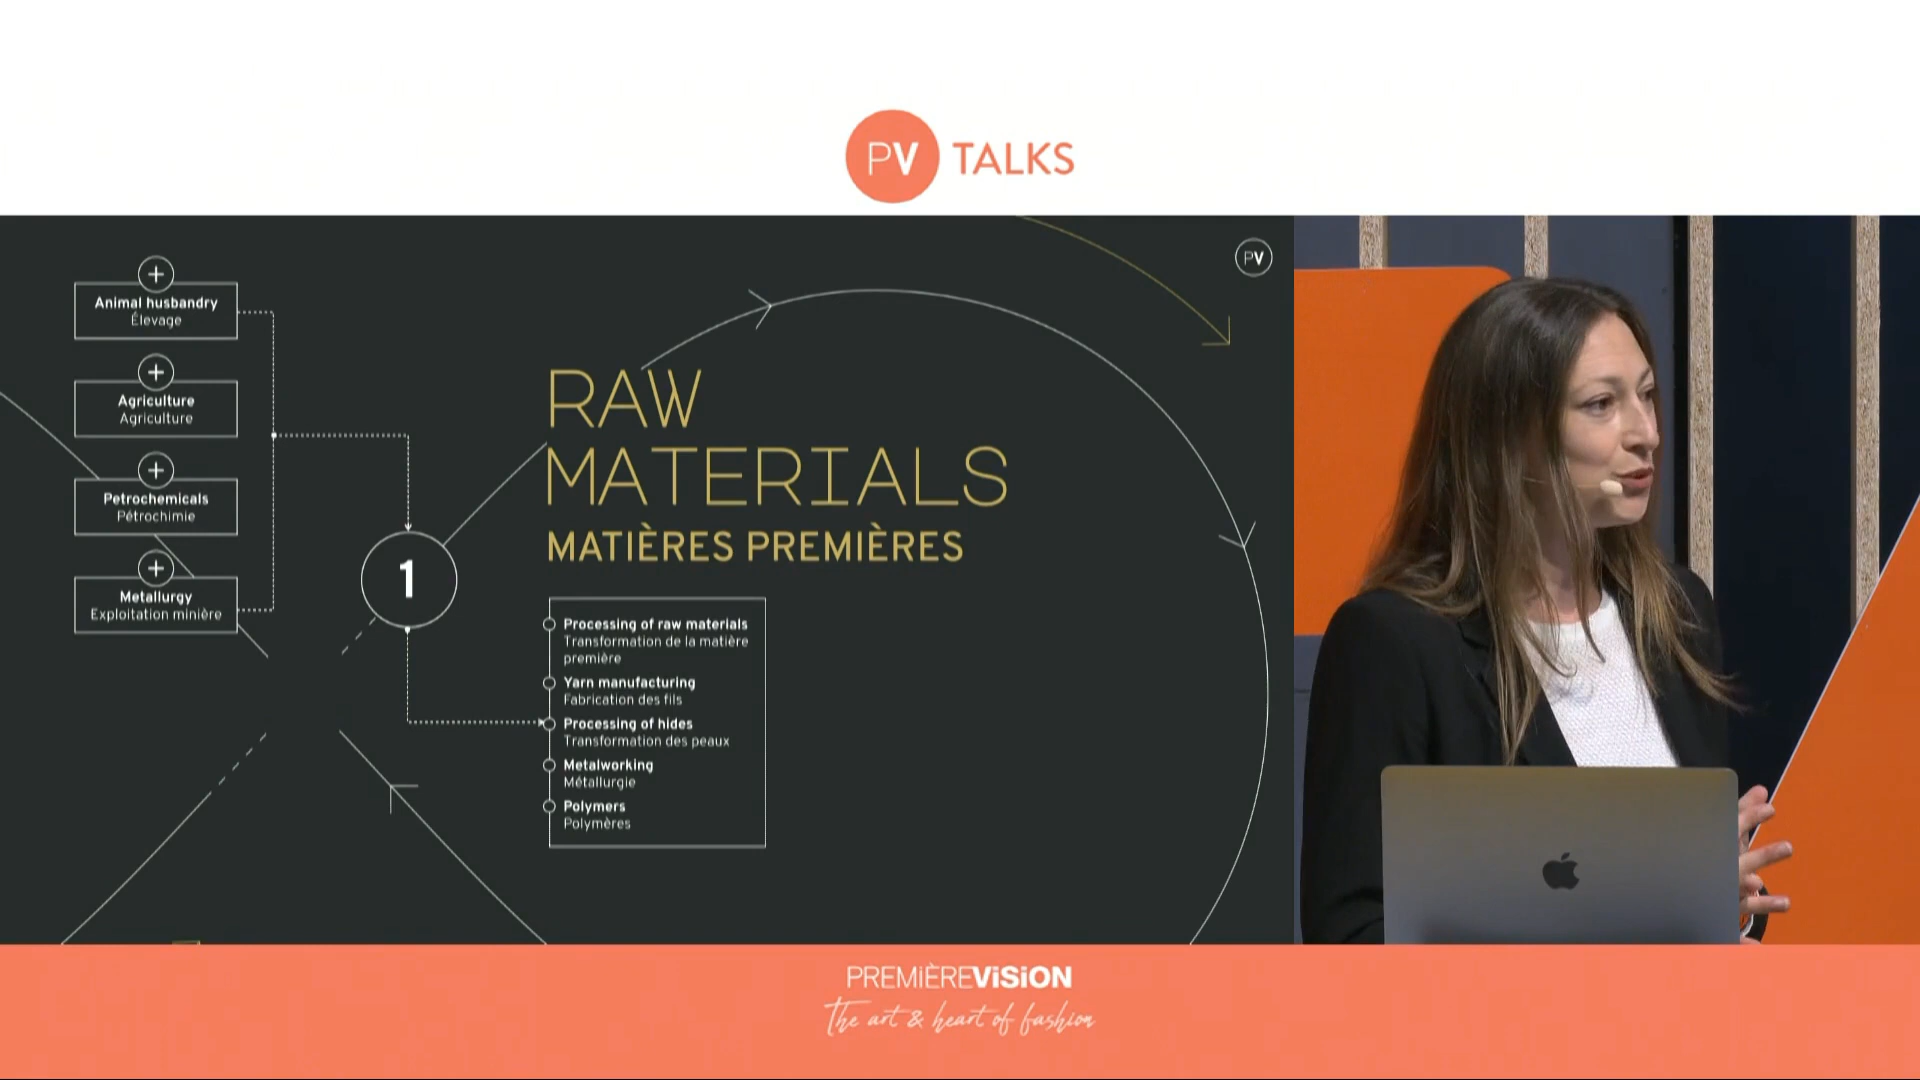 PV TALKS
PV
Animal husbandry
Élevage
Agriculture
Agriculture
Petrochemicals
Pétrochimie
Metallurgy
Exploitation minière
1
RAW
MATERIALS
MATIÈRES PREMIÈRES
Processing of raw materials
Transformation de la matière
première
Yarn manufacturing
Fabrication des fils
Processing of hides
Transformation des peaux
Metalworking
Métallurgie
Polymers
Polymères
PREMIÈREVISION
The art & heart of fashion